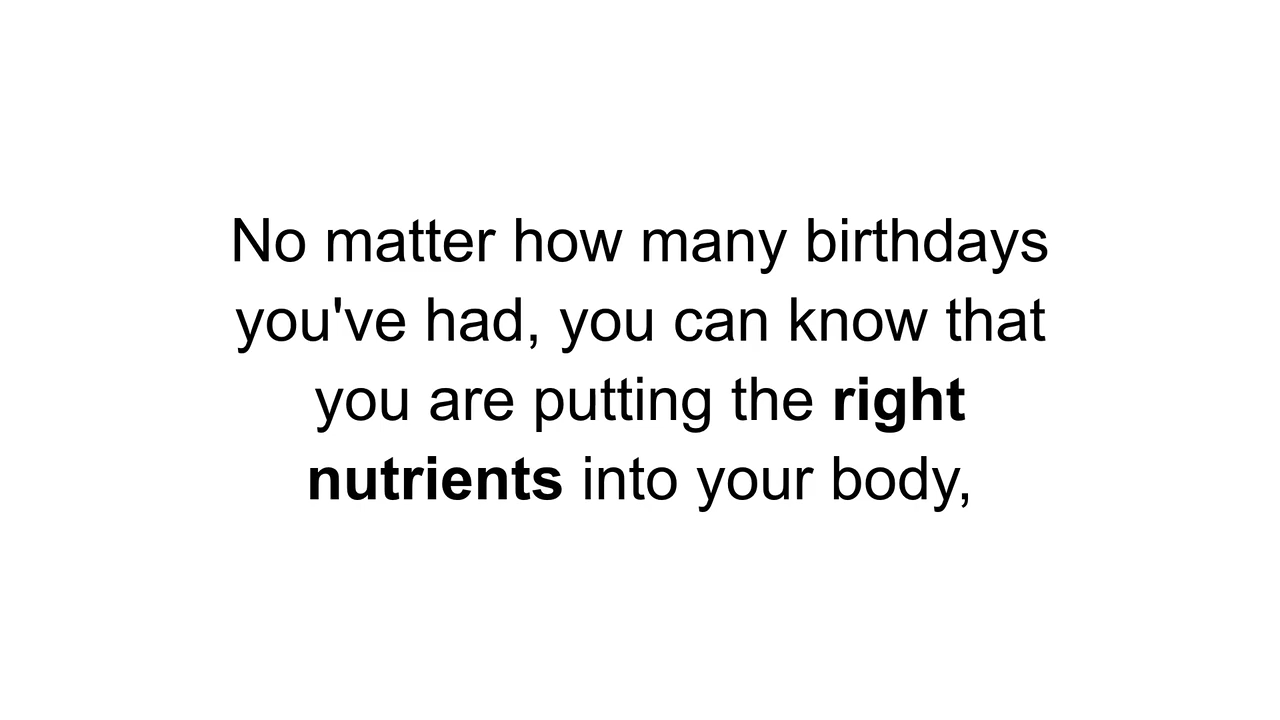 No matter how many birthdays
you've had, you can know that
you are putting the right
nutrients into your body,